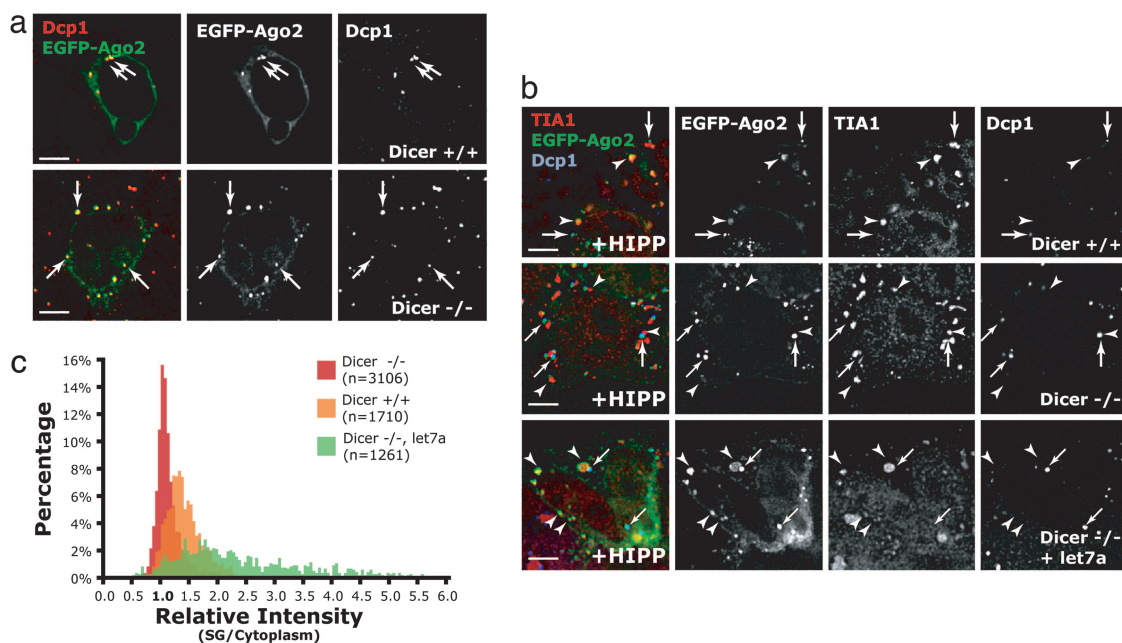 a
Dcp1
EGFP-Ago2
EGFP-Ago2
Dcp1
Dicer +/+
Dicer -/-
b
TIA1
EGFP-Ago2
Dcp1
EGFP-Ago2
TIA1
Dcp1
+HIPP
Dicer +/+
+HIPP
Dicer -/-
+HIPP
Dicer -/-
+ let7a
c
16%
14%
12%
10%
8%
6%
4%
2%
0%
Percentage
Dicer -/-
(n=3106)
Dicer +/+
(n=1710)
Dicer -/-, let7a
(n=1261)
0.0 0.5 1.0 1.5 2.0 2.5 3.0 3.5 4.0 4.5 5.0 5.5 6.0
Relative Intensity
(SG/Cytoplasm)